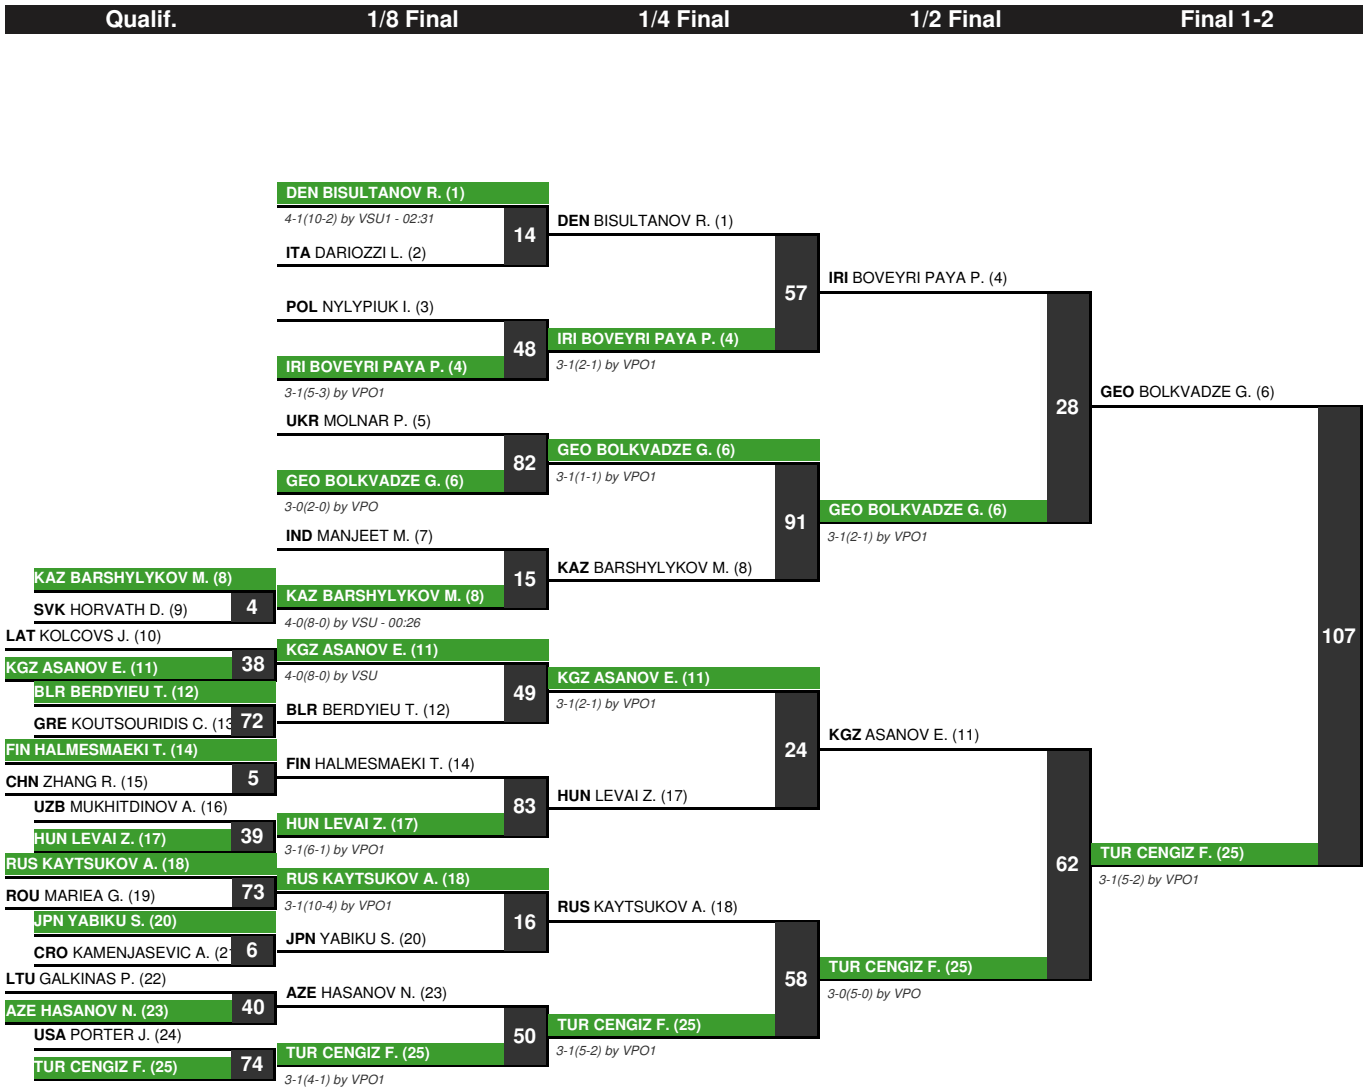 Qualif.
1/8 Final
1/4 Final
1/2 Final
Final 1-2
DEN BISULTANOV R. (1)
4-1(10-2) by VSU1 - 02:31
14
ITA DARIOZZI L. (2)
DEN BISULTANOV R. (1)
57
POL NYLYPIUK I. (3)
48
IRI BOVEYRI PAYA P. (4)
3-1(5-3) by VPO1
IRI BOVEYRI PAYA P. (4)
3-1(2-1) by VPO1
IRI BOVEYRI PAYA P. (4)
28
UKR MOLNAR P. (5)
82
GEO BOLKVADZE G. (6)
3-0(2-0) by VPO
GEO BOLKVADZE G. (6)
3-1(1-1) by VPO1
91
GEO BOLKVADZE G. (6)
3-1(2-1) by VPO1
GEO BOLKVADZE G. (6)
IND MANJEET M. (7)
15
KAZ BARSHYLYKOV M. (8)
KAZ BARSHYLYKOV M. (8)
SVK HORVATH D. (9)
4
KAZ BARSHYLYKOV M. (8)
4-0(8-0) by VSU - 00:26
107
LAT KOLCOVS J. (10)
38
KGZ ASANOV E. (11)
KGZ ASANOV E. (11)
4-0(8-0) by VSU
49
KGZ ASANOV E. (11)
3-1(2-1) by VPO1
BLR BERDYIEU T. (12)
GRE KOUTSOURIDIS C. (13
72
BLR BERDYIEU T. (12)
24
KGZ ASANOV E. (11)
FIN HALMESMAEKI T. (14)
CHN ZHANG R. (15)
5
FIN HALMESMAEKI T. (14)
83
HUN LEVAI Z. (17)
UZB MUKHITDINOV A. (16)
39
HUN LEVAI Z. (17)
HUN LEVAI Z. (17)
3-1(6-1) by VPO1
62
TUR CENGIZ F. (25)
3-1(5-2) by VPO1
RUS KAYTSUKOV A. (18)
ROU MARIEA G. (19)
73
RUS KAYTSUKOV A. (18)
3-1(10-4) by VPO1
16
RUS KAYTSUKOV A. (18)
JPN YABIKU S. (20)
CRO KAMENJASEVIC A. (21
6
JPN YABIKU S. (20)
58
TUR CENGIZ F. (25)
3-0(5-0) by VPO
LTU GALKINAS P. (22)
40
AZE HASANOV N. (23)
AZE HASANOV N. (23)
50
TUR CENGIZ F. (25)
3-1(5-2) by VPO1
USA PORTER J. (24)
74
TUR CENGIZ F. (25)
TUR CENGIZ F. (25)
3-1(4-1) by VPO1